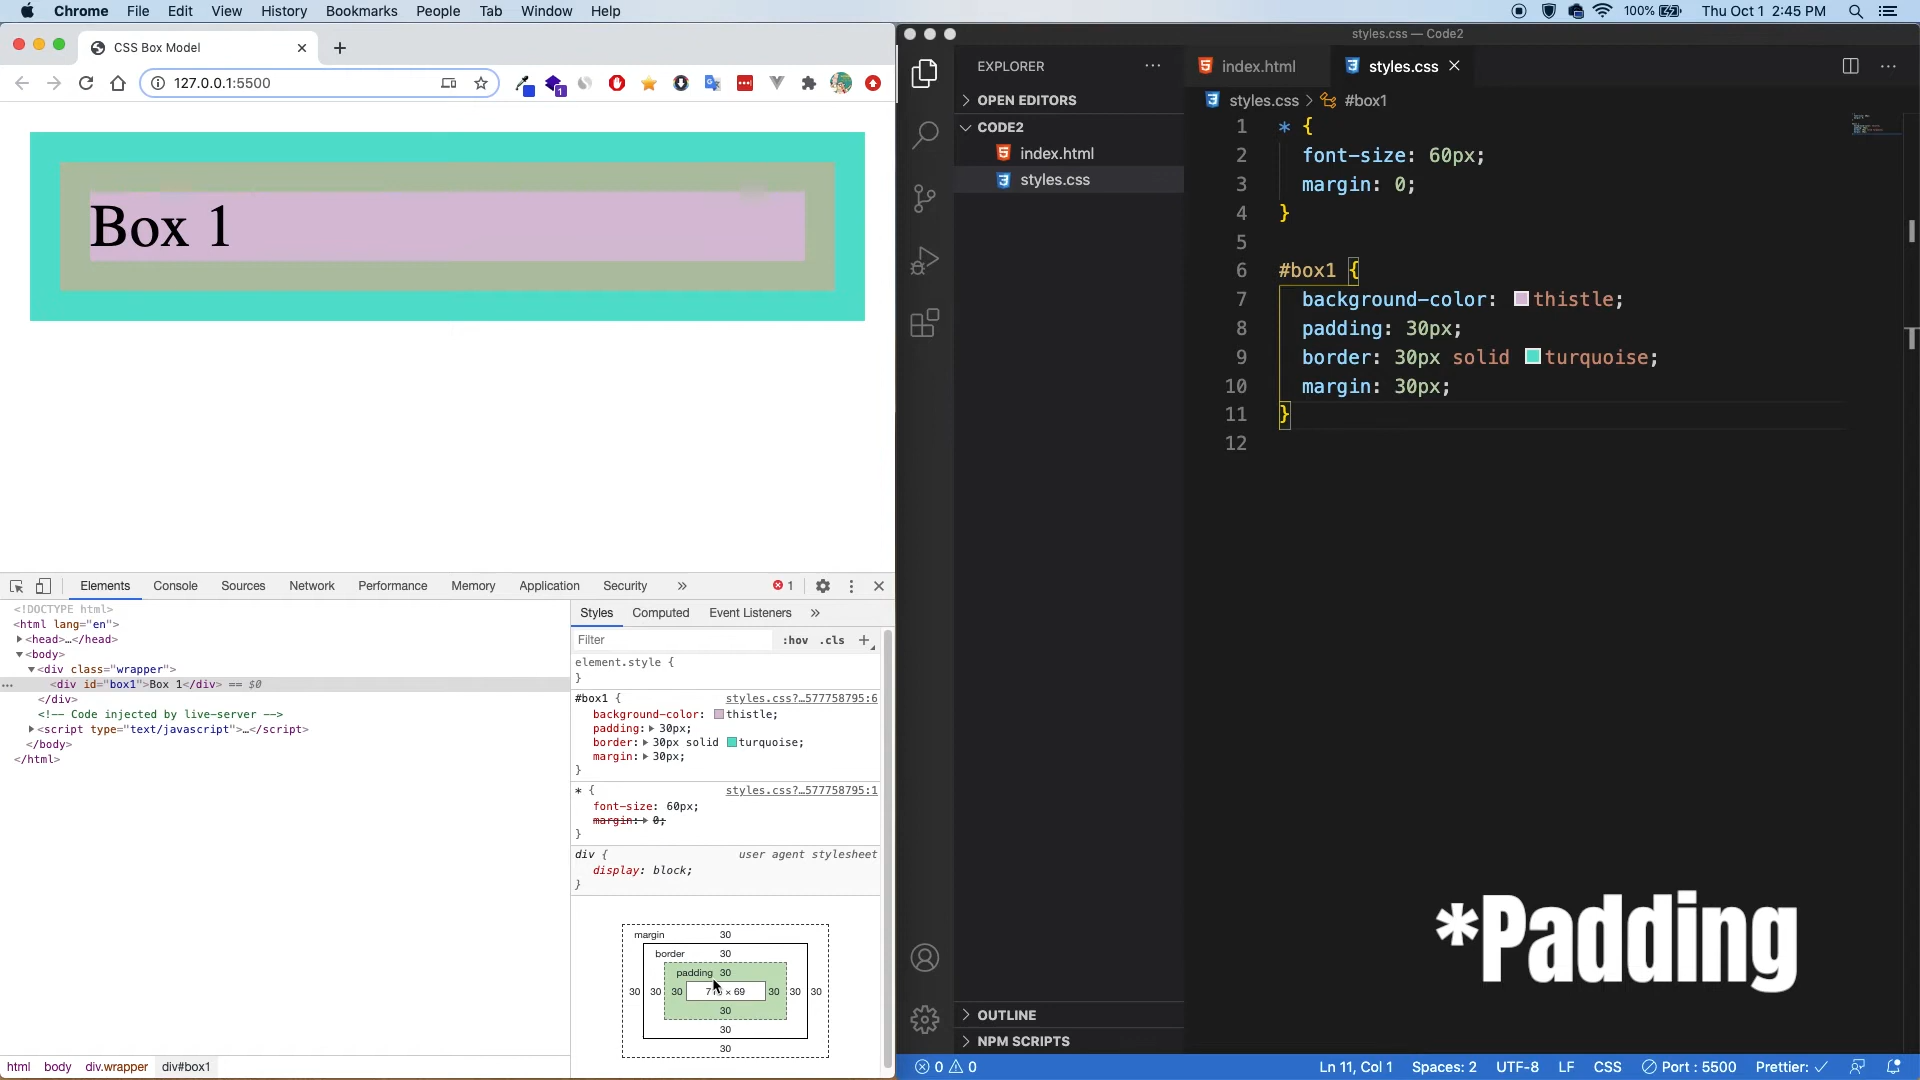 Chrome File Edit View History Bookmarks People Tab Window Help
100% Thu Oct 1 2:45 PM
CSS Box Model
127.0.0.1:5500
1
Box 1
Elements Console Sources Network Performance Memory Application Security » 1
<!DOCTYPE html>
<html lang="en">
<head>…</head>
<body>
<div class="wrapper">
<div id="box1">Box 1</div> == $0
</div>
<!-- Code injected by live-server -->
<script type="text/javascript">…</script>
</body>
</html>
html body div.wrapper div#box1
Styles Computed Event Listeners »
Filter :hov .cls +
element.style {
}
#box1 { styles.css?…577758795:6
background-color: thistle;
padding: 30px;
border: 30px solid turquoise;
margin: 30px;
}
* { styles.css?…577758795:1
font-size: 60px;
margin: 0;
}
div { user agent stylesheet
display: block;
}
margin 30
border 30
padding 30
30 30 30 × 69 30 30 30
30
30
30
styles.css — Code2
EXPLORER
OPEN EDITORS
CODE2
index.html
styles.css
OUTLINE
NPM SCRIPTS
index.html styles.css
styles.css > #box1
1 * {
2 font-size: 60px;
3 margin: 0;
4 }
5
6 #box1 {
7 background-color: thistle;
8 padding: 30px;
9 border: 30px solid turquoise;
10 margin: 30px;
11 }
12
*Padding
0 0 Ln 11, Col 1 Spaces: 2 UTF-8 LF CSS Port : 5500 Prettier: ✓